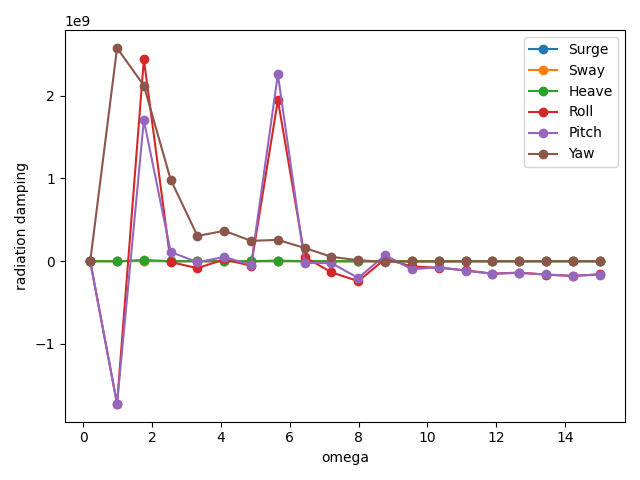 1e9
Surge
Sway
Heave
Roll
Pitch
Yaw
2
1
0
−1
radiation damping
0 2 4 6 8 10 12 14
omega